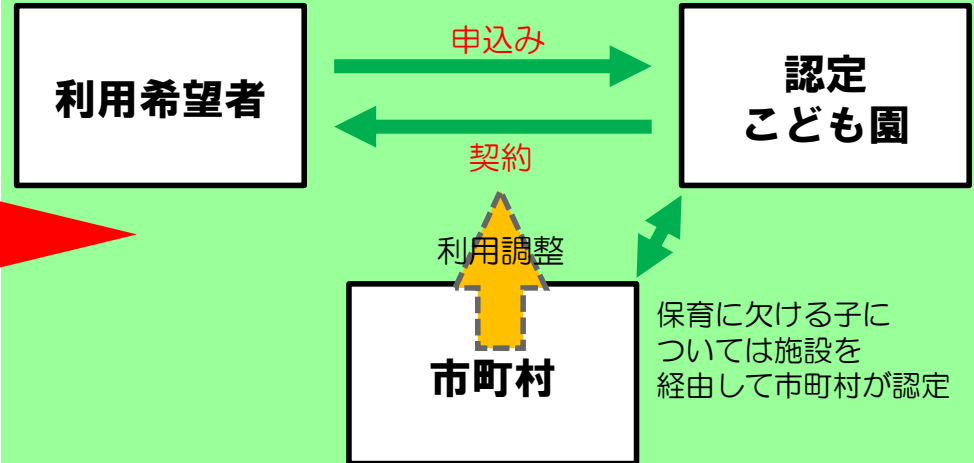 申込み
利用希望者
認定
こども園
契約
利用調整
市町村
保育に欠ける子に
ついては施設を
経由して市町村が認定